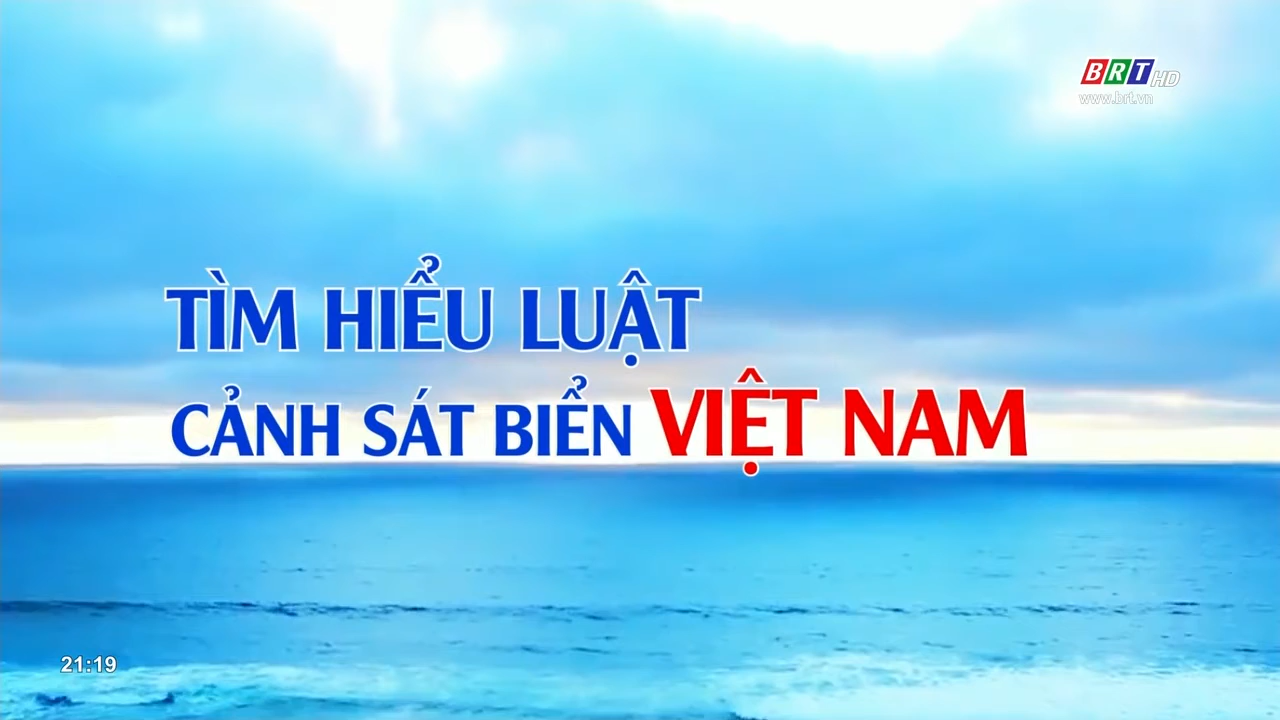 BRT HD
www.brt.vn
TÌM HIỂU LUẬT
CẢNH SÁT BIỂN VIỆT NAM
21:19